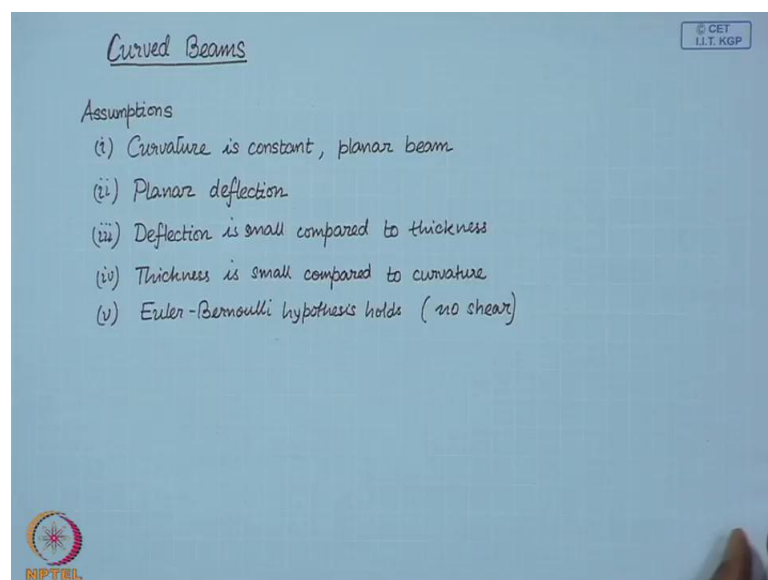 Curved Beams
© CET
I.I.T. KGP
Assumptions
(i) Curvature is constant, planar beam
(ii) Planar deflection
(iii) Deflection is small compared to thickness
(iv) Thickness is small compared to curvature
(v) Euler-Bernoulli hypothesis holds (no shear)
NPTEL